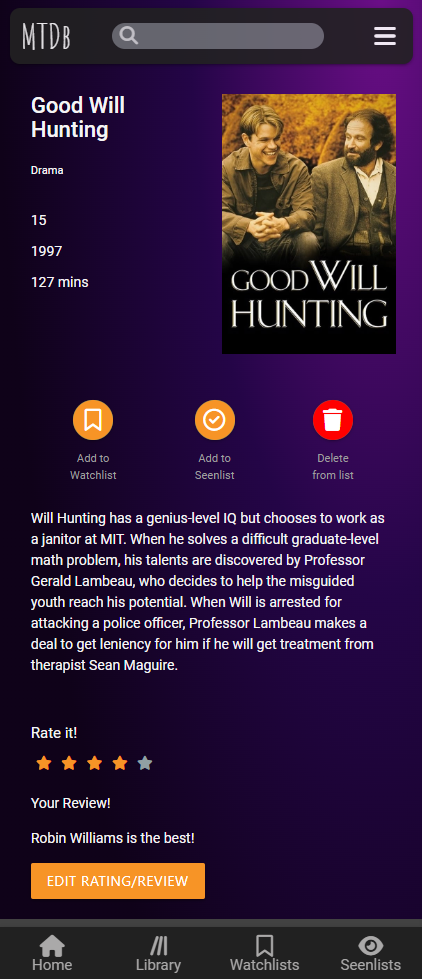 MTDB
Good Will
Hunting
Drama
15
1997
127 mins
GOOD WILL
HUNTING
Add to
Watchlist
Add to
Seenlist
Delete
from list
Will Hunting has a genius-level IQ but chooses to work as
a janitor at MIT. When he solves a difficult graduate-level
math problem, his talents are discovered by Professor
Gerald Lambeau, who decides to help the misguided
youth reach his potential. When Will is arrested for
attacking a police officer, Professor Lambeau makes a
deal to get leniency for him if he will get treatment from
therapist Sean Maguire.
Rate it!
Your Review!
Robin Williams is the best!
EDIT RATING/REVIEW
Home
Library
Watchlists
Seenlists